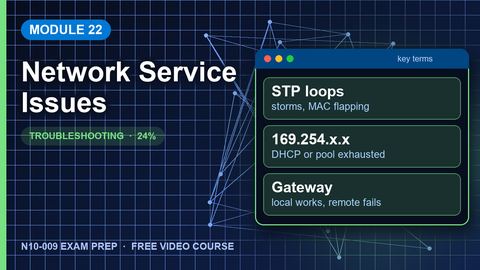 MODULE 22
Network Service
Issues
TROUBLESHOOTING · 24%
key terms
STP loops
storms, MAC flapping
169.254.x.x
DHCP or pool exhausted
Gateway
local works, remote fails
N10-009 EXAM PREP · FREE VIDEO COURSE